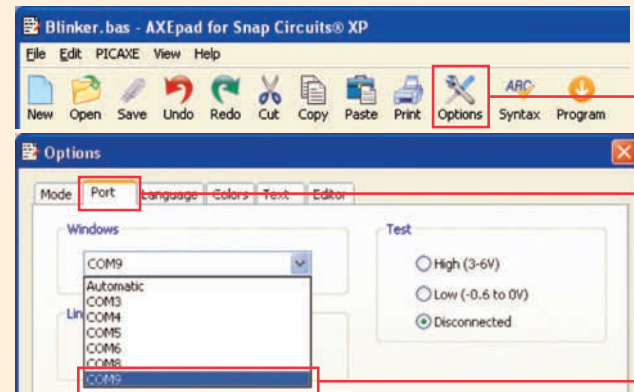 Blinker.bas - AXEpad for Snap Circuits® XP
File Edit PICAXE View Help
New Open Save Undo Redo Cut Copy Paste Print Options Syntax Program
ABC
Options
Mode Port Language Colors Text Editor
Windows
Test
COM9
High (3-6V)
Automatic
COM3
Low (-0.6 to 0V)
Lin
COM4
Disconnected
COM5
COM6
COM8
COM9